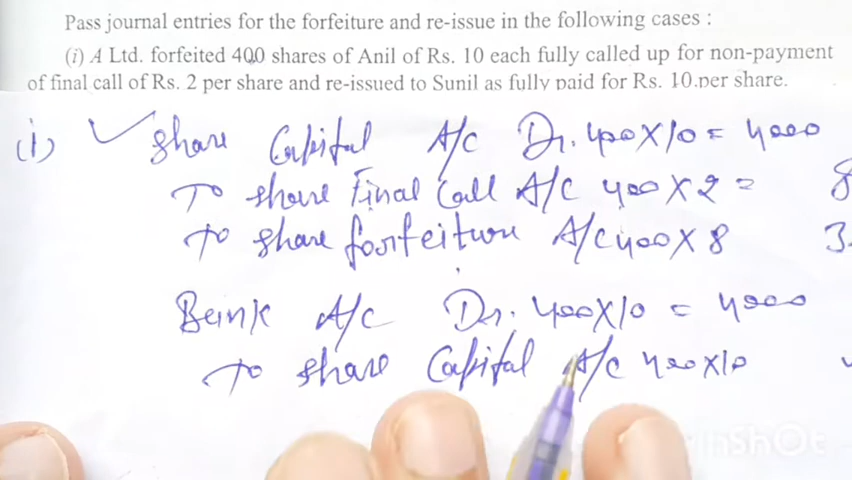 Pass journal entries for the forfeiture and re-issue in the following cases :
(i) A Ltd. forfeited 400 shares of Anil of Rs. 10 each fully called up for non-payment
of final call of Rs. 2 per share and re-issued to Sunil as fully paid for Rs. 10.per share.
(i) ✓ Share Capital A/c Dr. 400 X 10 = 4000
To Share Final Call A/c 400 X 2 = 8
To Share forfeiture A/c 400 X 8 3
Bank A/c Dr. 400 X 10 = 4000
To Share Capital A/c 400 X 10